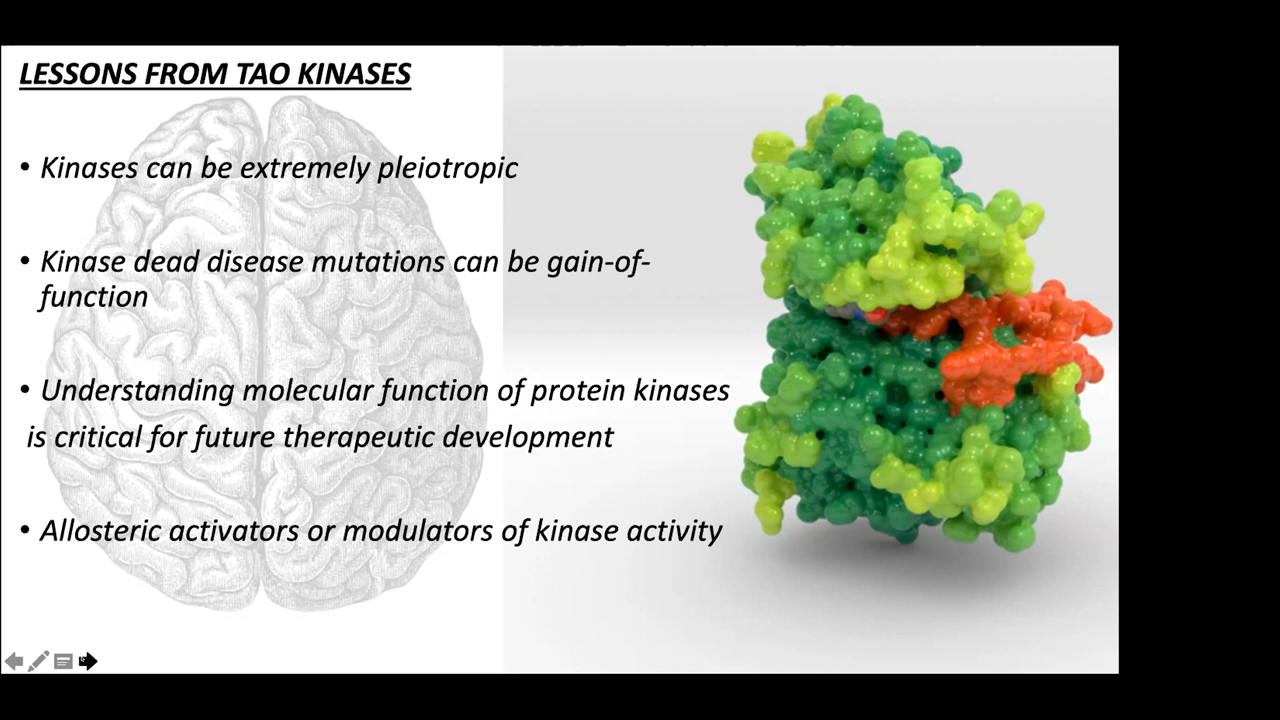 LESSONS FROM TAO KINASES
• Kinases can be extremely pleiotropic
• Kinase dead disease mutations can be gain-of-
function
• Understanding molecular function of protein kinases
is critical for future therapeutic development
• Allosteric activators or modulators of kinase activity